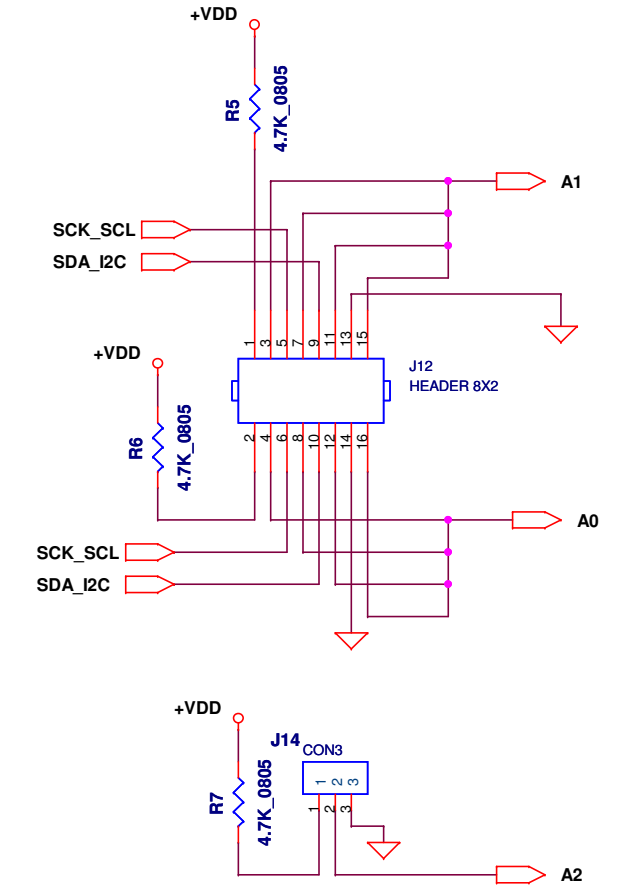 +VDD
R5
4.7K_0805
A1
SCK_SCL
SDA_I2C
1 3 5 7 9 11 13 15
+VDD
J12
HEADER 8X2
R6
4.7K_0805
2 4 6 8 10 12 14 16
A0
SCK_SCL
SDA_I2C
+VDD
J14
CON3
R7
4.7K_0805
1 2 3
1 2 3
A2